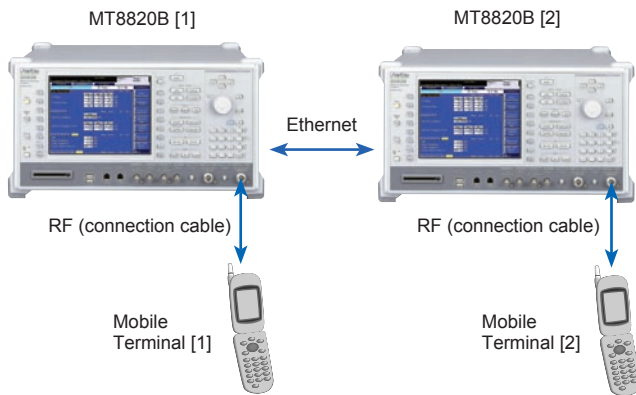 MT8820B [1]
MT8820B [2]
Ethernet
RF (connection cable)
RF (connection cable)
Mobile
Terminal [1]
Mobile
Terminal [2]